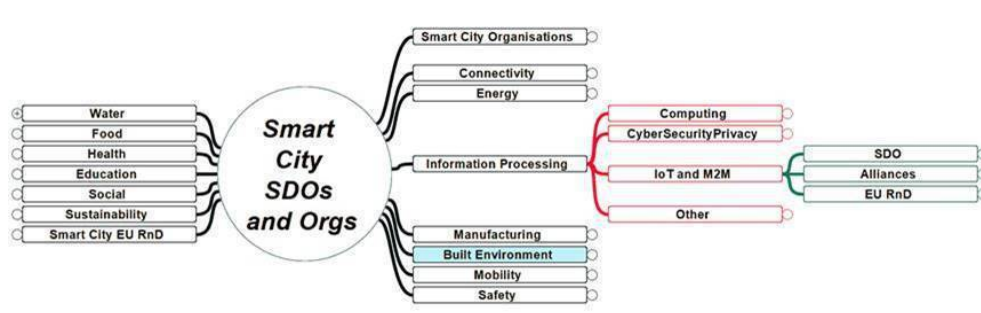 Smart City Organisations
Connectivity
Energy
Water
Food
Health
Education
Social
Sustainability
Smart City EU RnD
Smart
City
SDOs
and Orgs
Information Processing
Computing
CyberSecurityPrivacy
IoT and M2M
Other
SDO
Alliances
EU RnD
Manufacturing
Built Environment
Mobility
Safety